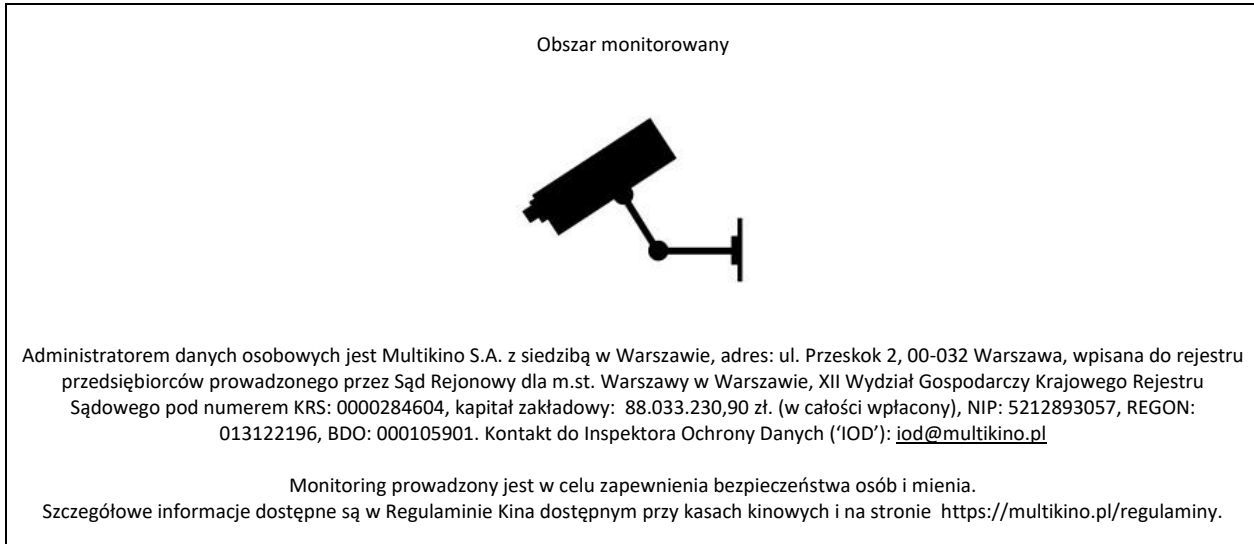 Obszar monitorowany
Administratorem danych osobowych jest Multikino S.A. z siedzibą w Warszawie, adres: ul. Przeskok 2, 00-032 Warszawa, wpisana do rejestru
przedsiębiorców prowadzonego przez Sąd Rejonowy dla m.st. Warszawy w Warszawie, XII Wydział Gospodarczy Krajowego Rejestru
Sądowego pod numerem KRS: 0000284604, kapitał zakładowy:  88.033.230,90 zł. (w całości wpłacony), NIP: 5212893057, REGON:
013122196, BDO: 000105901. Kontakt do Inspektora Ochrony Danych (‘IOD’): iod@multikino.pl
Monitoring prowadzony jest w celu zapewnienia bezpieczeństwa osób i mienia.
Szczegółowe informacje dostępne są w Regulaminie Kina dostępnym przy kasach kinowych i na stronie  https://multikino.pl/regulaminy.